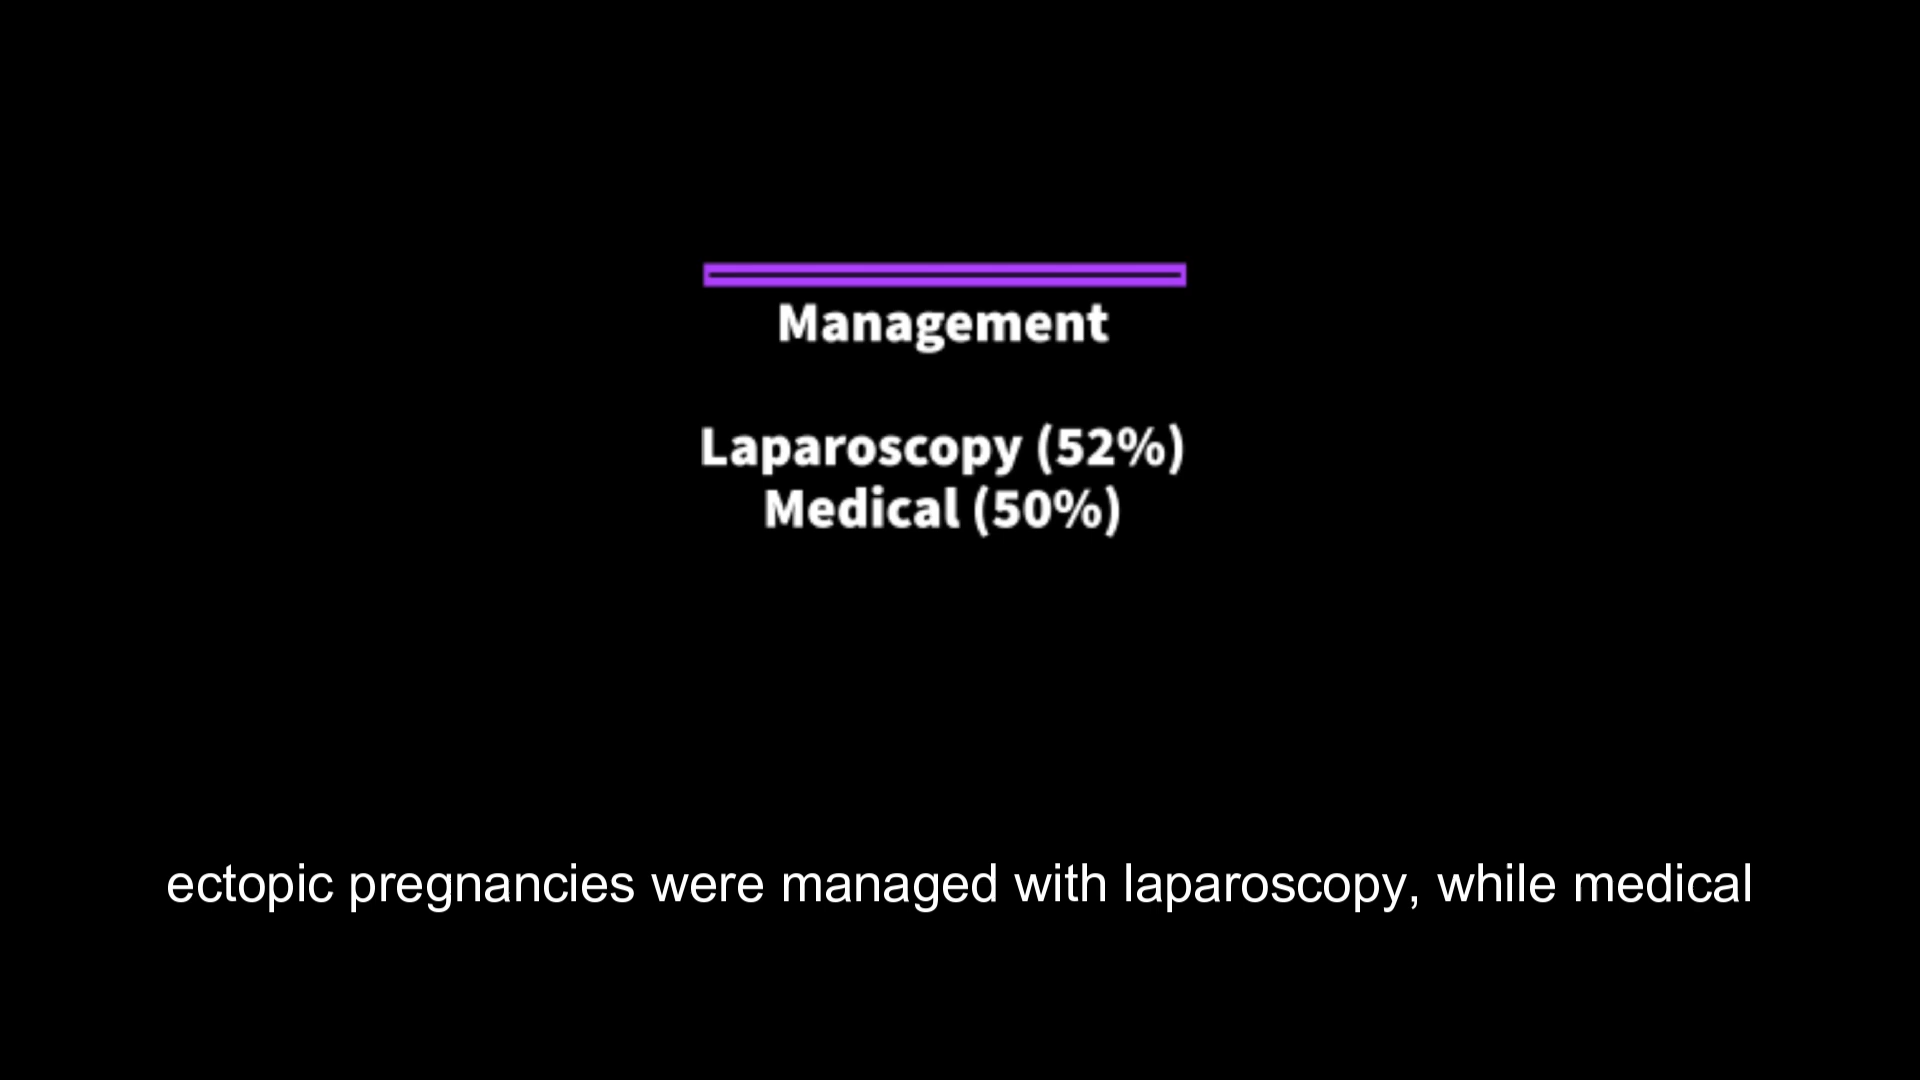 Management
Laparoscopy (52%)
Medical (50%)
ectopic pregnancies were managed with laparoscopy, while medical